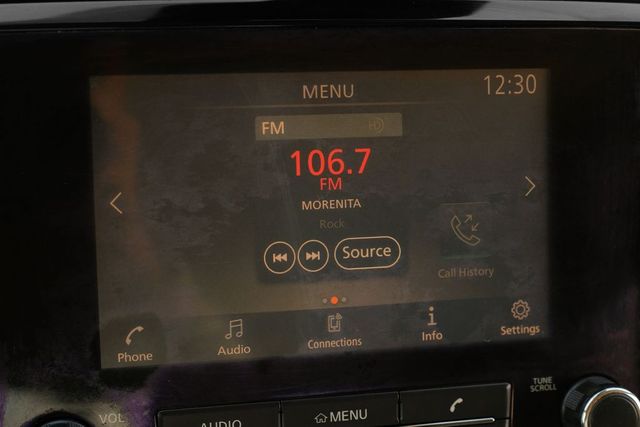 MENU
12:30
FM HD
106.7
FM
MORENITA
Rock
Source
Call History
Phone
Audio
Connections
Info
Settings
VOL
AUDIO
MENU
TUNE
SCROLL